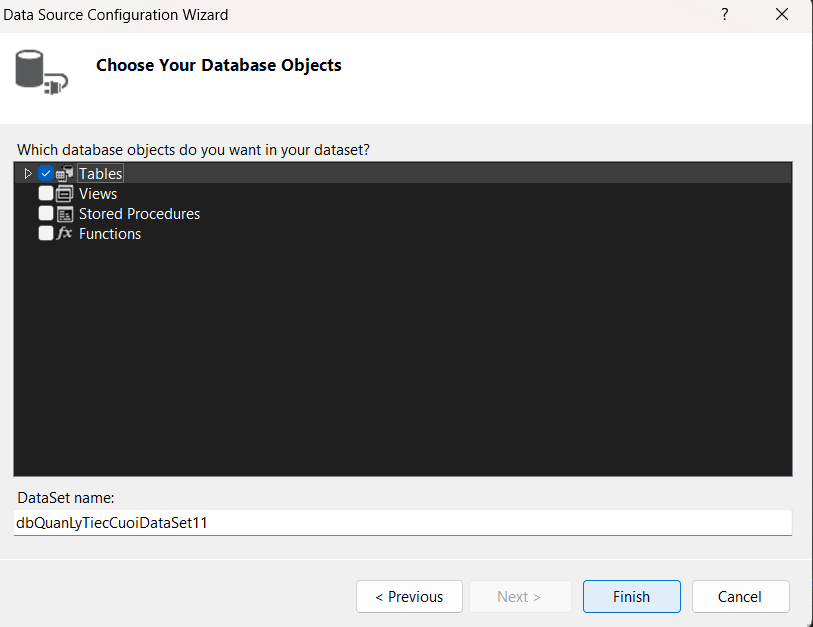 Data Source Configuration Wizard
?
Choose Your Database Objects
Which database objects do you want in your dataset?
Tables
Views
Stored Procedures
fx Functions
DataSet name:
dbQuanLyTiecCuoiDataSet11
< Previous
Next >
Finish
Cancel